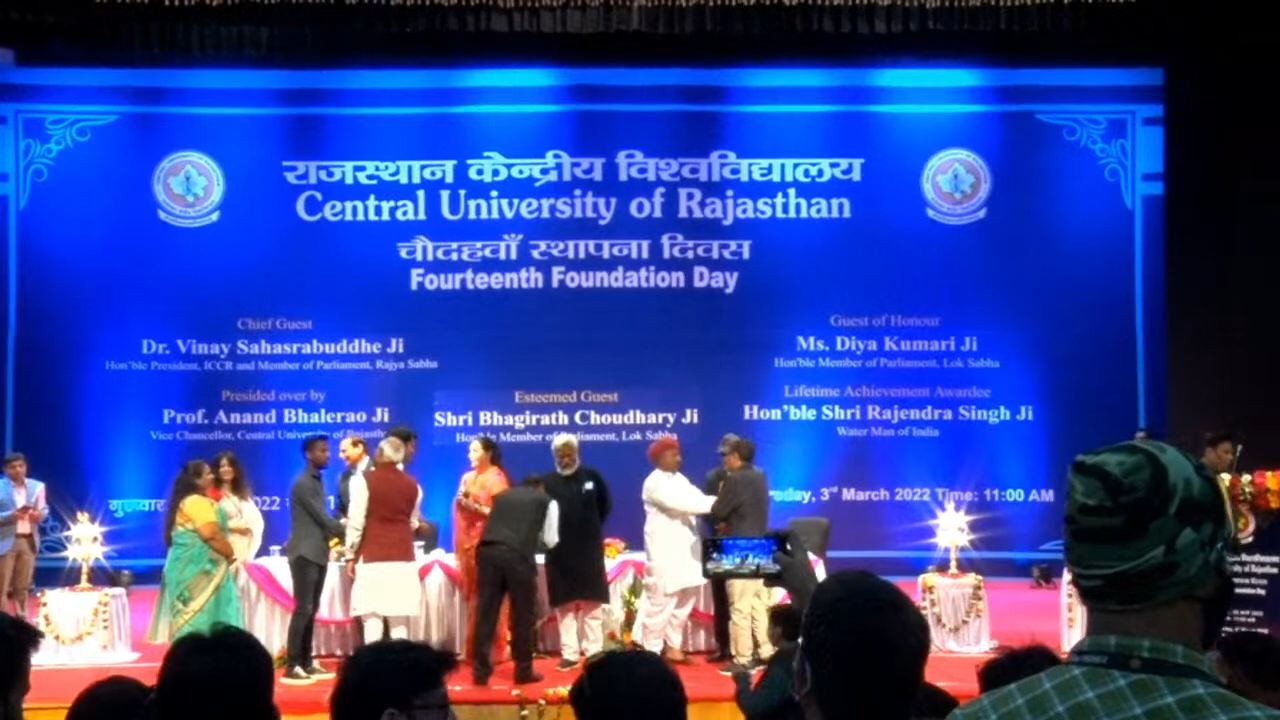 राजस्थान केन्द्रीय विश्वविद्यालय
Central University of Rajasthan
चौदहवाँ स्थापना दिवस
Fourteenth Foundation Day
Chief Guest
Dr. Vinay Sahasrabuddhe Ji
Hon'ble President, ICCR and Member of Parliament, Rajya Sabha
Guest of Honour
Ms. Diya Kumari Ji
Hon'ble Member of Parliament, Lok Sabha
Presided over by
Prof. Anand Bhalerao Ji
Vice Chancellor, Central University of
Esteemed Guest
Shri Bhagirath Choudhary Ji
Member of Parliament, Lok Sabha
Lifetime Achievement Awardee
Hon'ble Shri Rajendra Singh Ji
Water Man of India
2022
3rd March 2022 Time: 11:00 AM